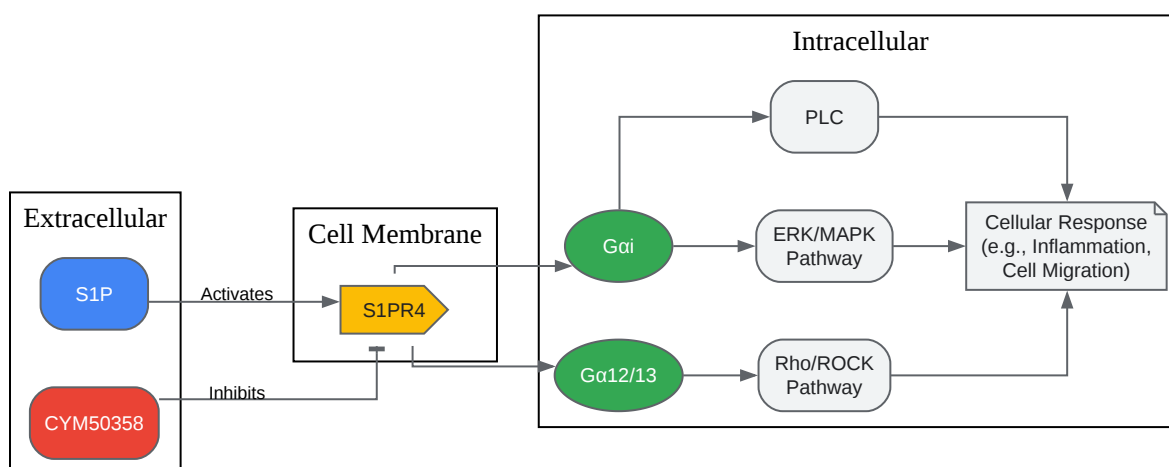 Extracellular
S1P
CYM50358
Activates
Inhibits
Cell Membrane
S1PR4
Intracellular
Gαi
Gα12/13
PLC
ERK/MAPK
Pathway
Rho/ROCK
Pathway
Cellular Response
(e.g., Inflammation,
Cell Migration)